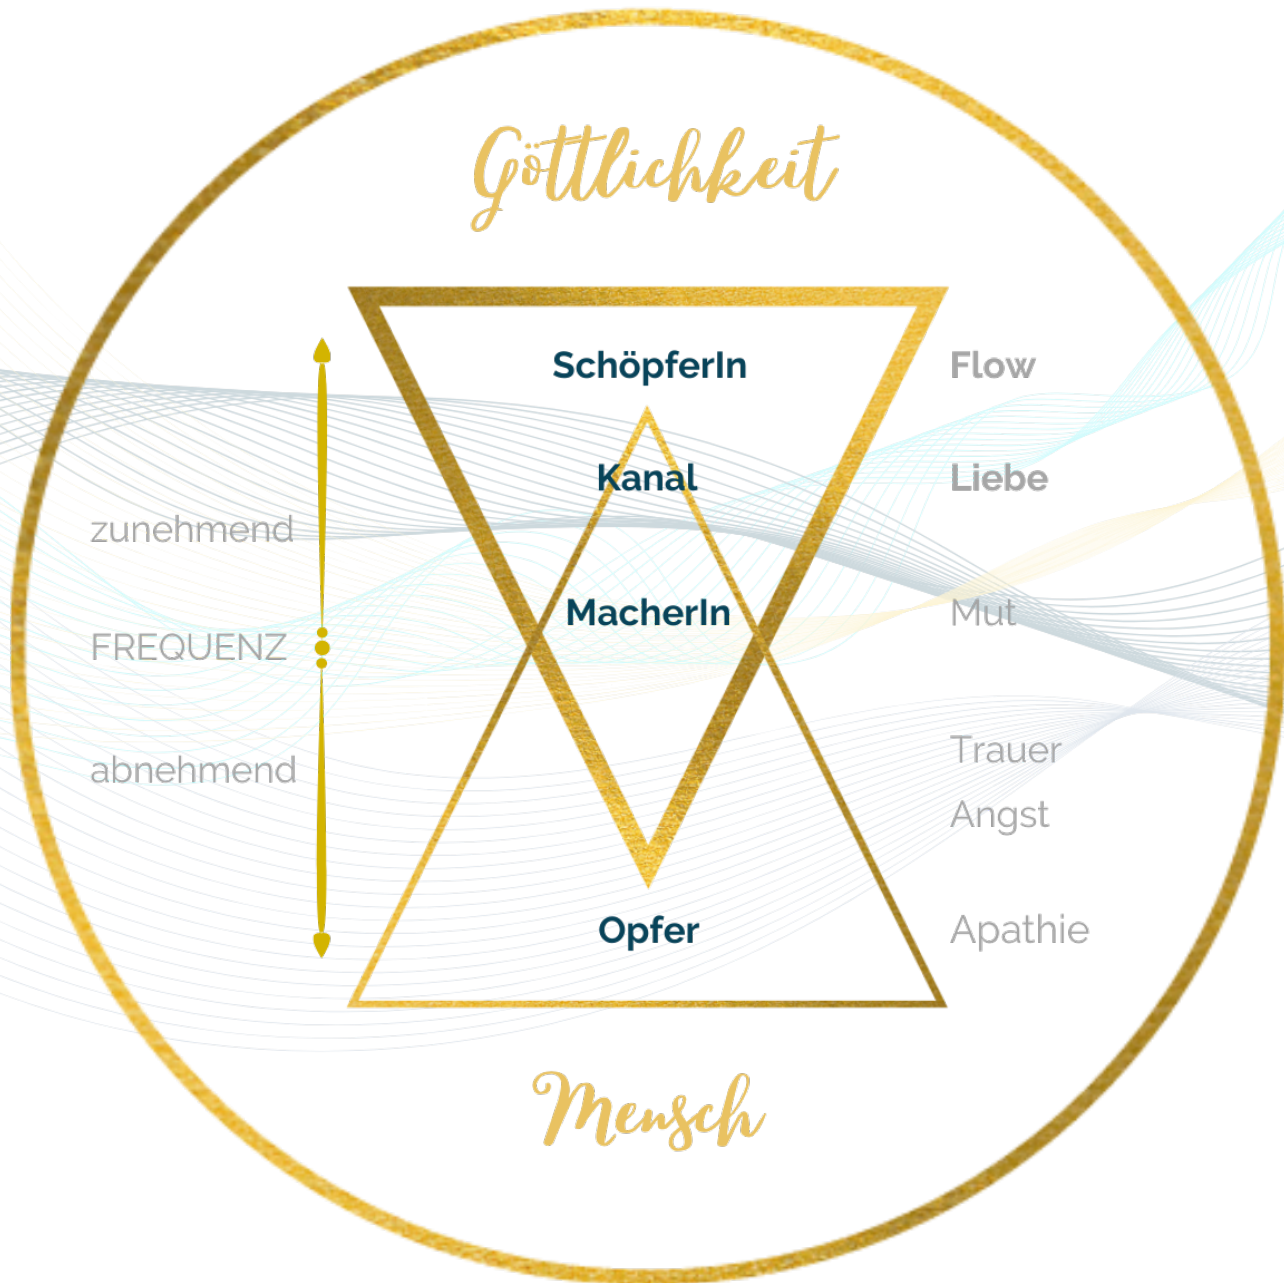 Göttlichkeit
SchöpferIn
Flow
Kanal
Liebe
zunehmend
MacherIn
Mut
FREQUENZ
Trauer
abnehmend
Angst
Opfer
Apathie
Mensch